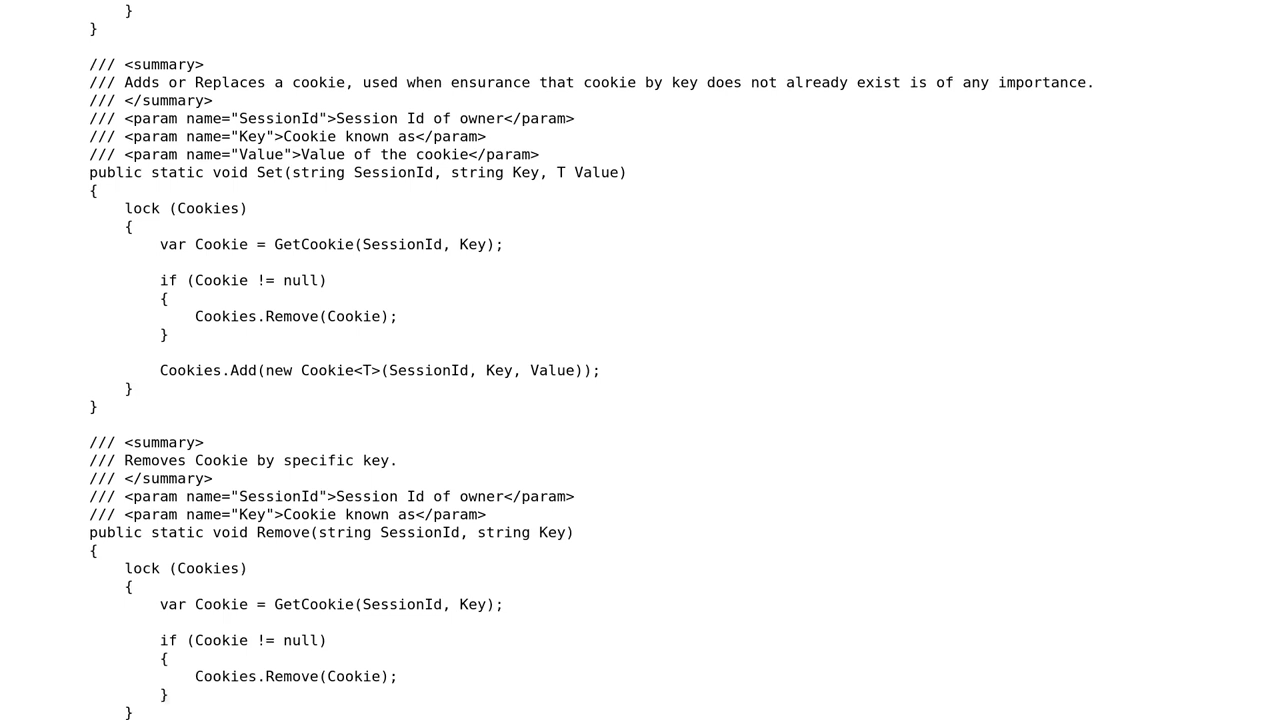 }
}
/// <summary>
/// Adds or Replaces a cookie, used when ensurance that cookie by key does not already exist is of any importance.
/// </summary>
/// <param name="SessionId">Session Id of owner</param>
/// <param name="Key">Cookie known as</param>
/// <param name="Value">Value of the cookie</param>
public static void Set(string SessionId, string Key, T Value)
{
lock (Cookies)
{
var Cookie = GetCookie(SessionId, Key);
if (Cookie != null)
{
Cookies.Remove(Cookie);
}
Cookies.Add(new Cookie<T>(SessionId, Key, Value));
}
}
/// <summary>
/// Removes Cookie by specific key.
/// </summary>
/// <param name="SessionId">Session Id of owner</param>
/// <param name="Key">Cookie known as</param>
public static void Remove(string SessionId, string Key)
{
lock (Cookies)
{
var Cookie = GetCookie(SessionId, Key);
if (Cookie != null)
{
Cookies.Remove(Cookie);
}
}